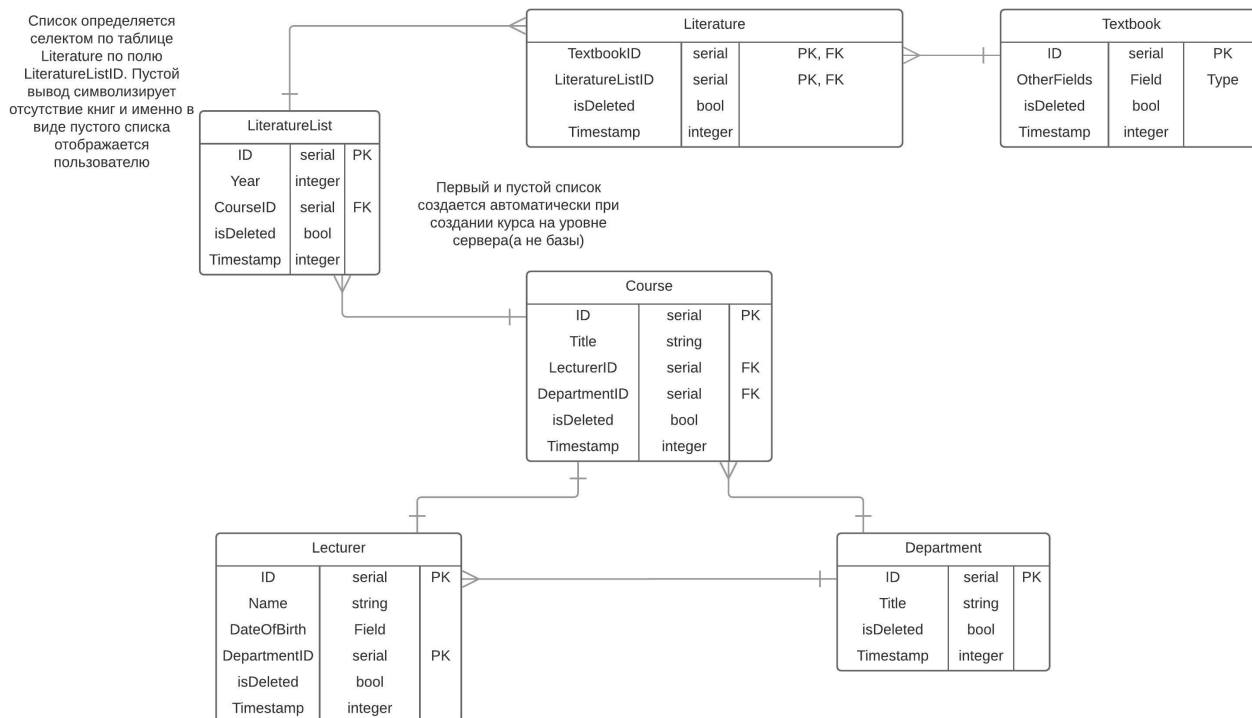 Список определяется
селектом по таблице
Literature по полю
LiteratureListID. Пустой
вывод символизирует
отсутствие книг и именно в
виде пустого списка
отображается
пользователю
Literature
TextbookID serial PK, FK
LiteratureListID serial PK, FK
isDeleted bool
Timestamp integer
Textbook
ID serial PK
OtherFields Field Type
isDeleted bool
Timestamp integer
LiteratureList
ID serial PK
Year integer
CourseID serial FK
isDeleted bool
Timestamp integer
Первый и пустой список
создается автоматически при
создании курса на уровне
сервера(а не базы)
Course
ID serial PK
Title string
LecturerID serial FK
DepartmentID serial FK
isDeleted bool
Timestamp integer
Lecturer
ID serial PK
Name string
DateOfBirth Field
DepartmentID serial PK
isDeleted bool
Timestamp integer
Department
ID serial PK
Title string
isDeleted bool
Timestamp integer